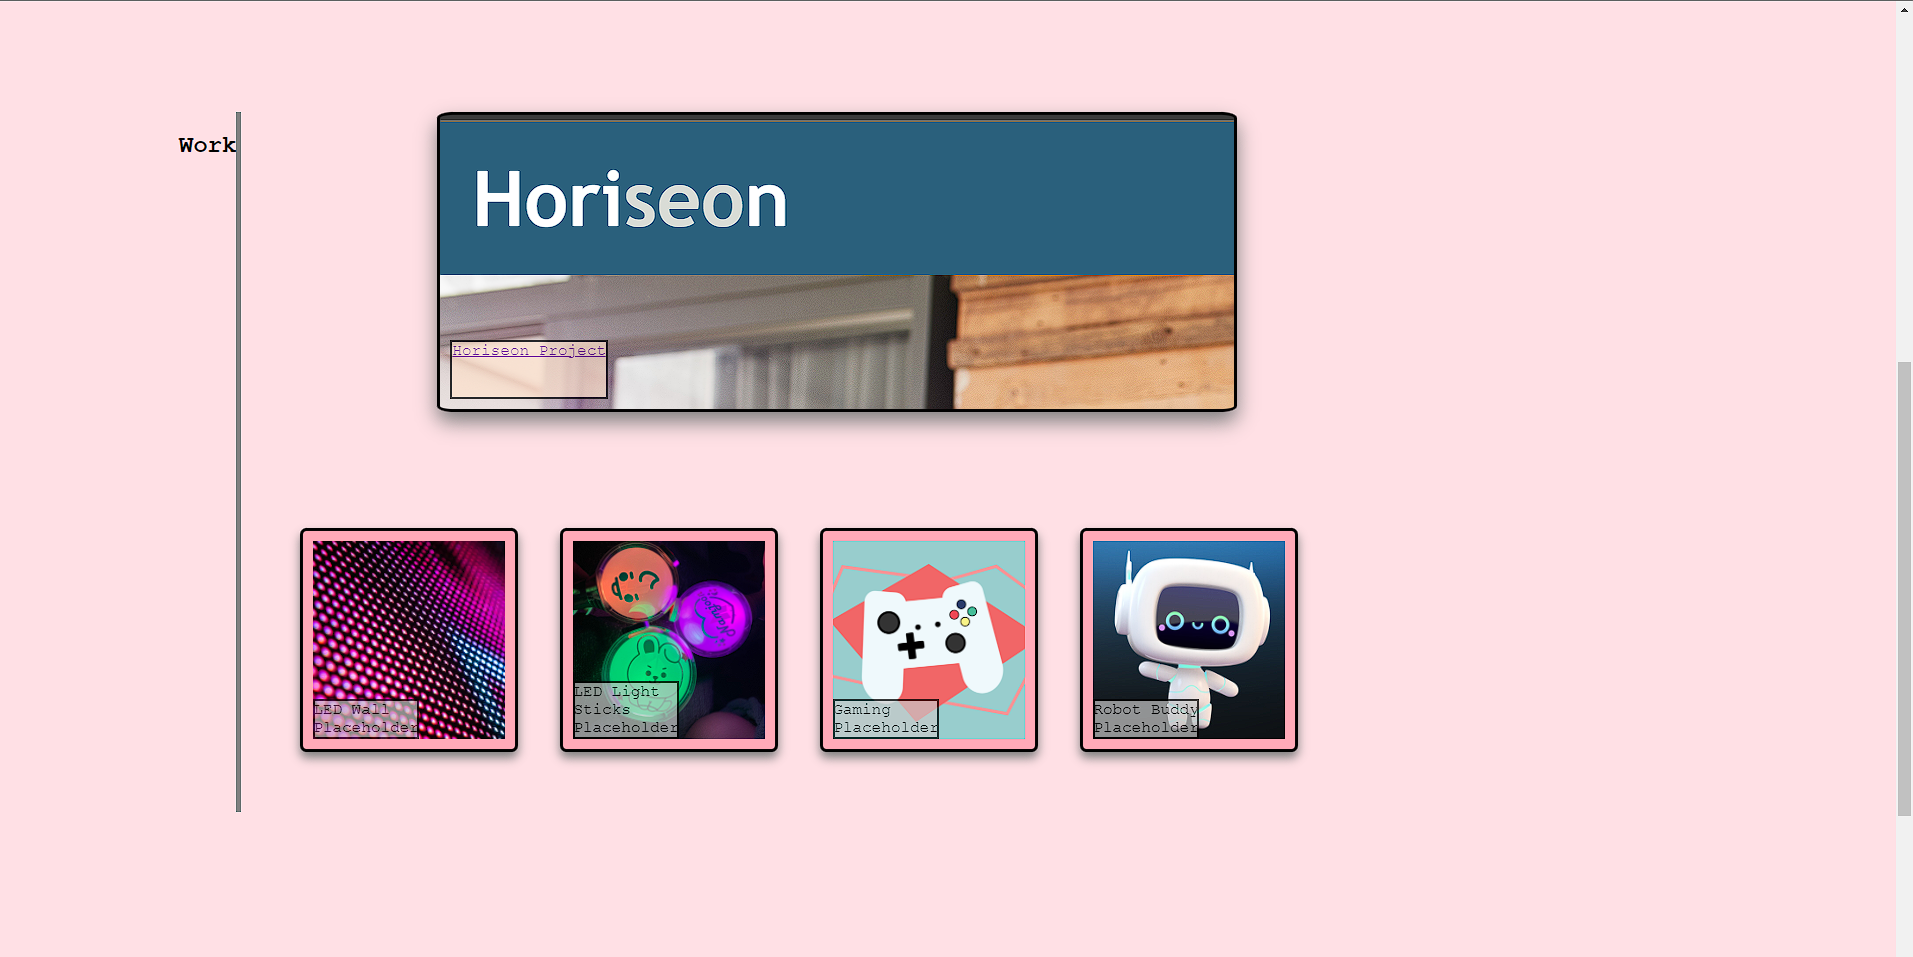 Work
Horiseon
Horiseon Project
LED Wall
Placeholder
LED Light
Sticks
Placeholder
Gaming
Placeholder
Robot Buddy
Placeholder